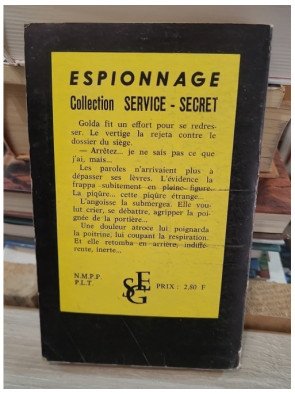 ESPIONNAGE
Collection SERVICE - SECRET
Golda fit un effort pour se redres-
ser. Le vertige la rejeta contre le
dossier du siège.
— Arrêtez... je ne sais pas ce que
j'ai, mais...
Les paroles n'arrivaient plus à
dépasser ses lèvres. L'évidence la
frappa subitement en pleine figure.
La piqûre... cette piqûre étrange...
L'angoisse la submergea. Elle vou-
lut crier, se débattre, agripper la poi-
gnée de la portière...
Une douleur atroce lui poignarda
la poitrine, lui coupant la respiration.
Et elle retomba en arrière, indiffé-
rente, inerte...
N.M.P.P.
P.L.T.
SEG
PRIX : 2,80 F